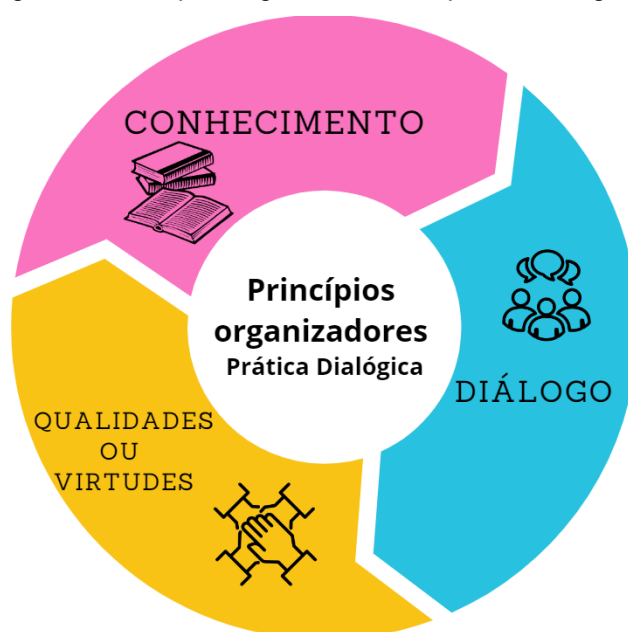 CONHECIMENTO
Princípios
organizadores
Prática Dialógica
DIÁLOGO
QUALIDADES
OU
VIRTUDES